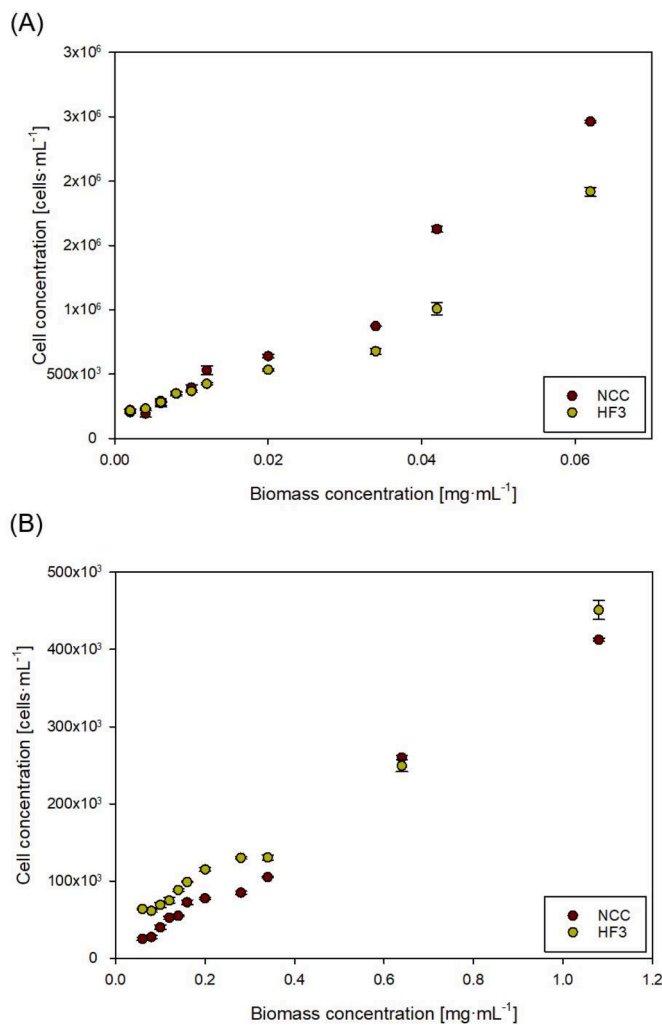 (A)
3x10⁶
3x10⁶
2x10⁶
2x10⁶
1x10⁶
500x10³
0
Cell concentration [cells·mL⁻¹]
NCC
HF3
0.00 0.02 0.04 0.06
Biomass concentration [mg·mL⁻¹]
(B)
500x10³
400x10³
300x10³
200x10³
100x10³
0
Cell concentration [cells·mL⁻¹]
NCC
HF3
0.0 0.2 0.4 0.6 0.8 1.0 1.2
Biomass concentration [mg·mL⁻¹]